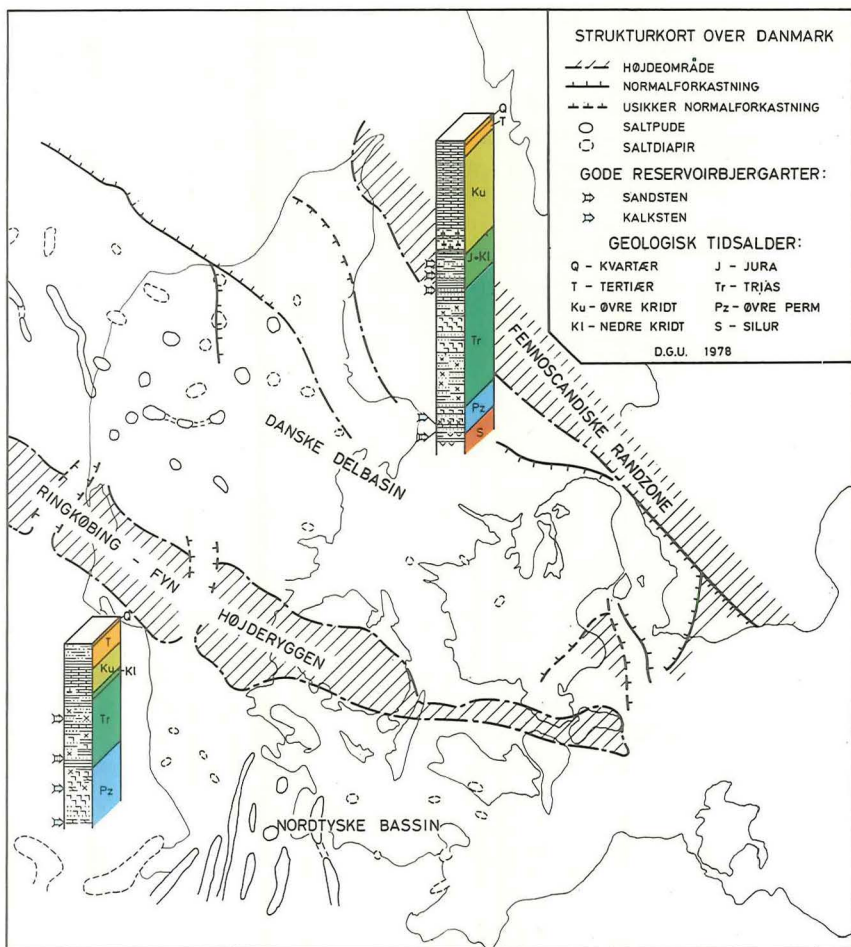 STRUKTURKORT OVER DANMARK
HØJDEOMRÅDE
NORMALFORKASTNING
USIKKER NORMALFORKASTNING
SALTPUDE
SALTDIAPIR
GODE RESERVOIRBJERGARTER:
SANDSTEN
KALKSTEN
GEOLOGISK TIDSALDER:
Q - KVARTÆR
J - JURA
T - TERTIÆR
Tr - TRIAS
Ku - ØVRE KRIDT
Pz - ØVRE PERM
Kl - NEDRE KRIDT
S - SILUR
D.G.U. 1978
Q
T
Ku
J-Kl
Tr
Pz
S
FENNOSCANDISKE RANDZONE
DANSKE DELBASIN
RINGKØBING - FYN
HØJDERYGGEN
Q
T
Ku
Kl
Tr
Pz
NORDTYSKE BASSIN